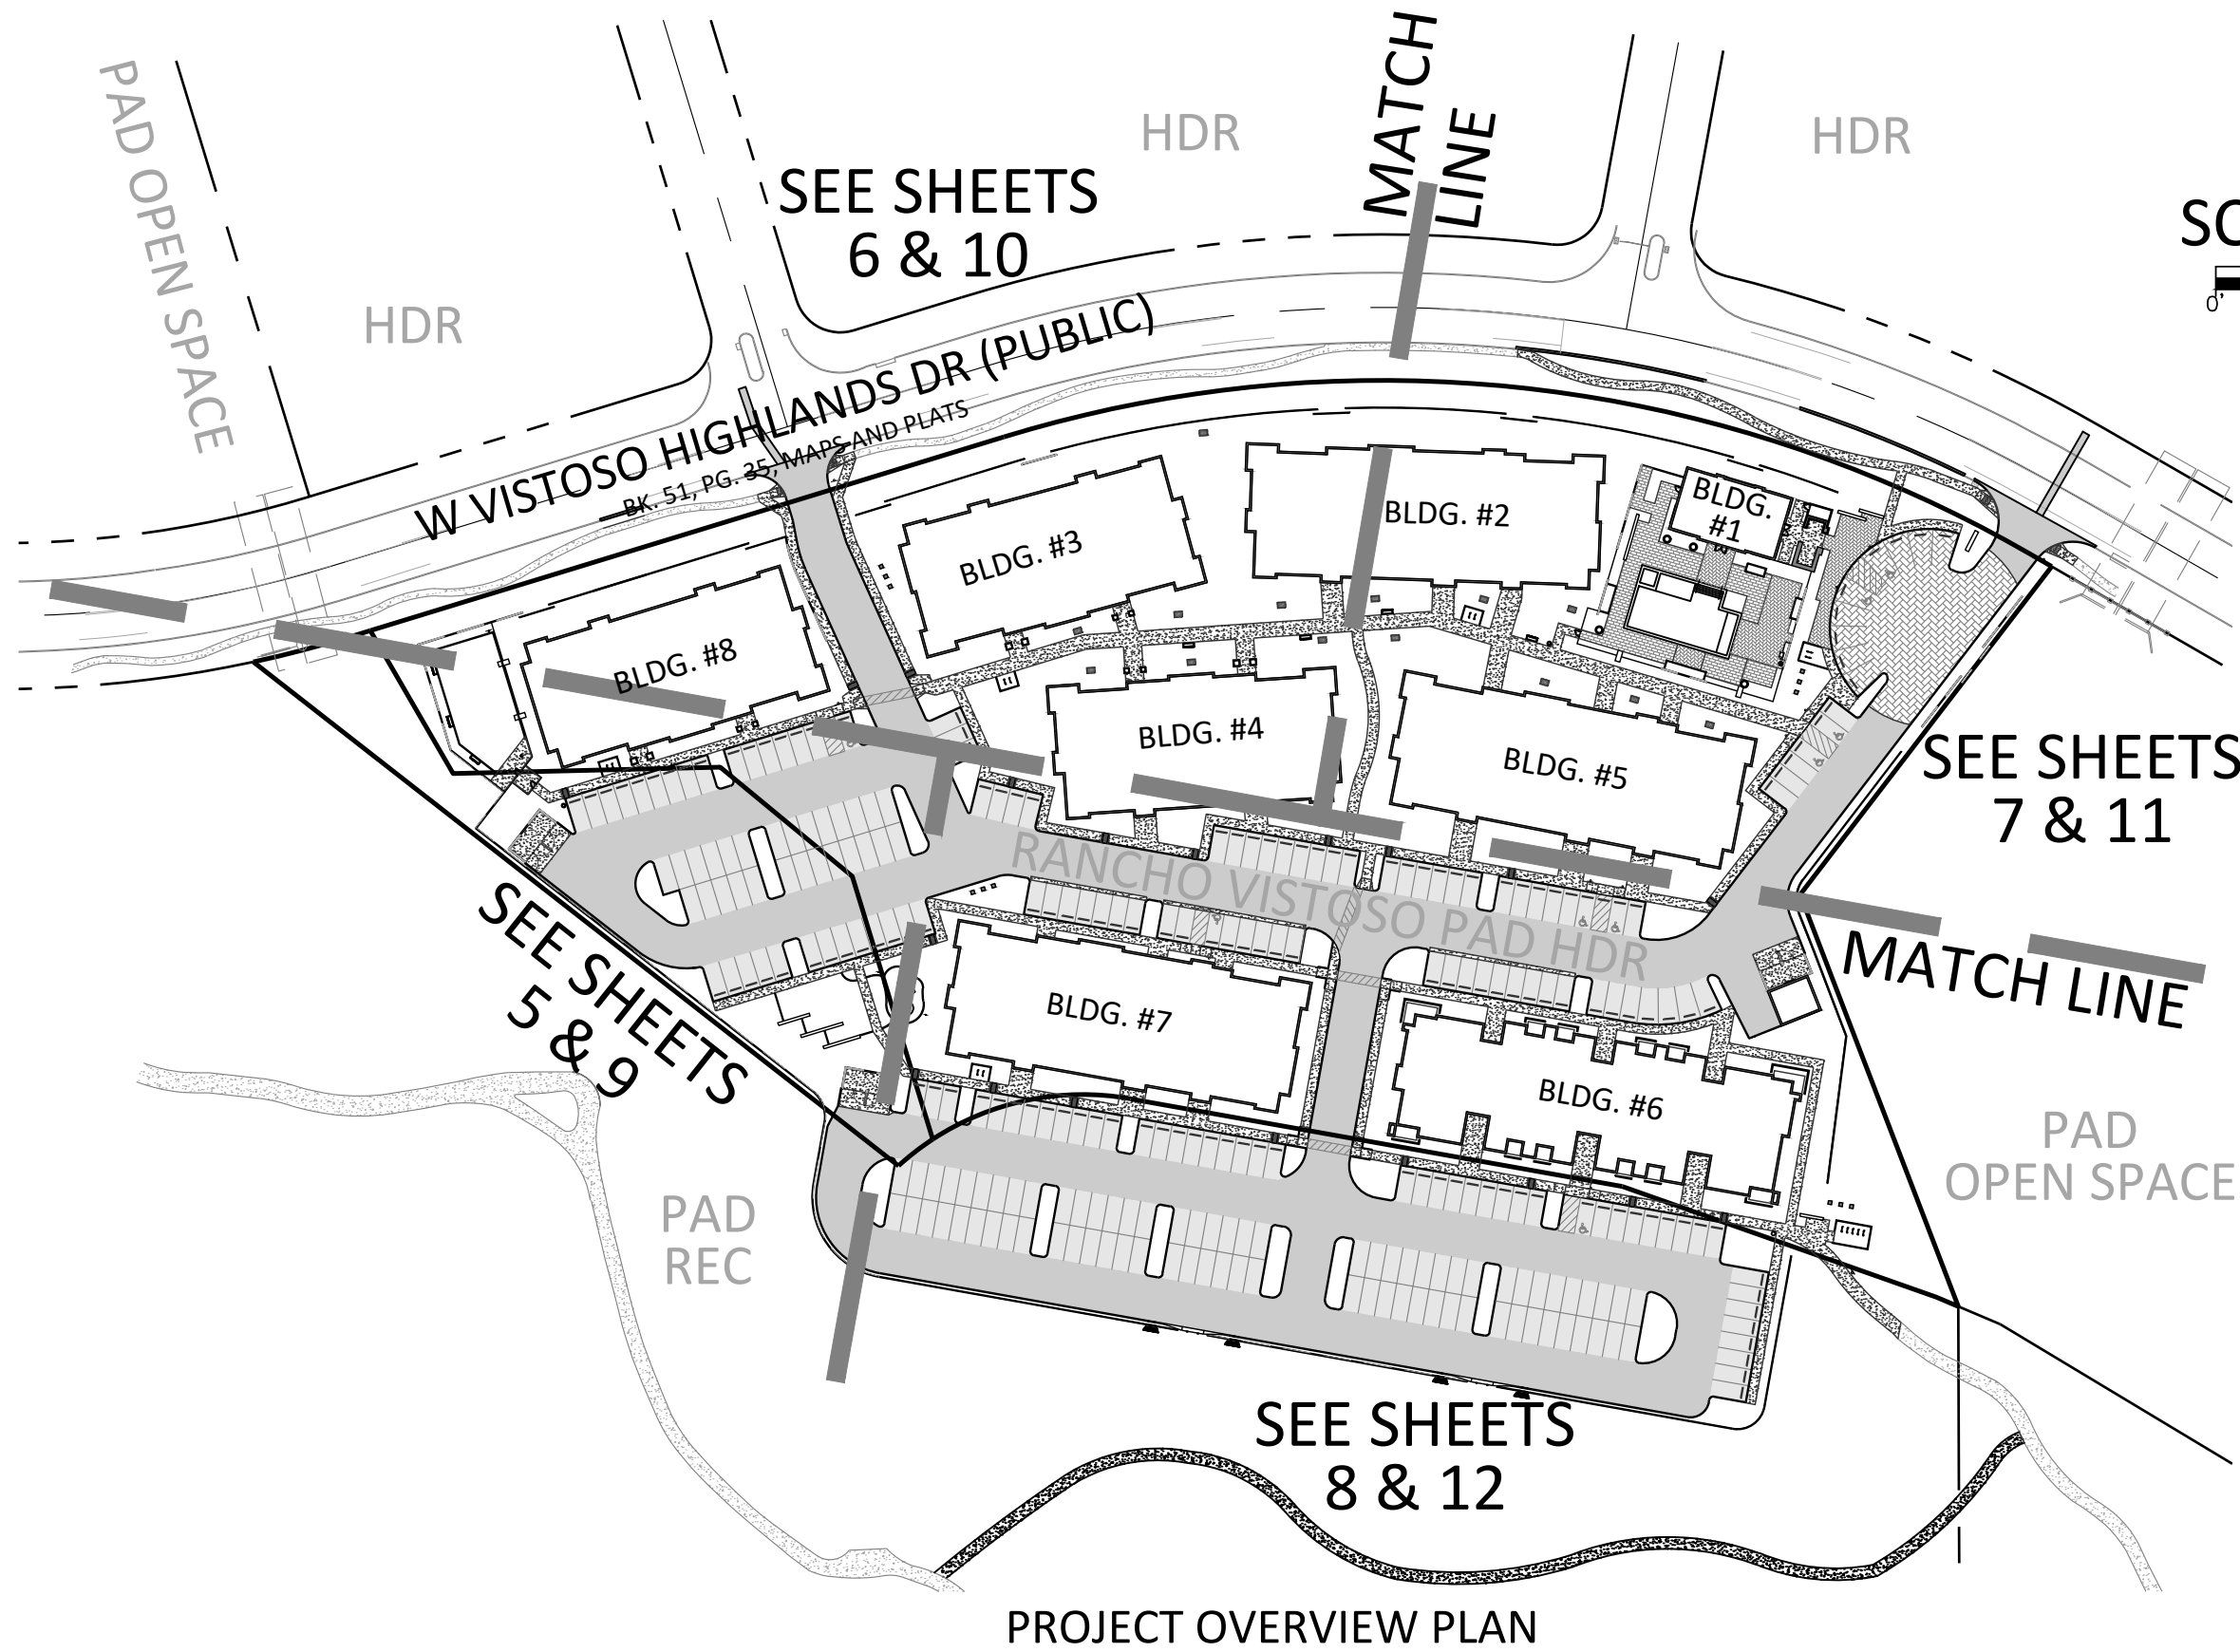 MATCH
LINE
PAD OPEN SPACE
HDR
HDR
HDR
SEE SHEETS
6 & 10
0'
W VISTOSO HIGHLANDS DR (PUBLIC)
BK. 51, PG. 35, MAPS AND PLATS
BLDG.
#1
BLDG. #2
BLDG. #3
BLDG. #8
BLDG. #4
BLDG. #5
SEE SHEETS
7 & 11
RANCHO VISTOSO PAD HDR
SEE SHEETS
5 & 9
MATCH LINE
BLDG. #7
BLDG. #6
PAD
OPEN SPACE
PAD
REC
SEE SHEETS
8 & 12
PROJECT OVERVIEW PLAN